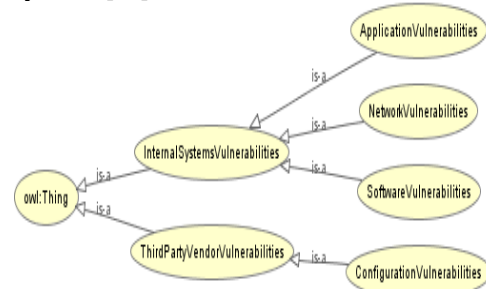 ApplicationVulnerabilities
is-a
NetworkVulnerabilities
is-a
InternalSystemsVulnerabilities
is-a
is-a
SoftwareVulnerabilities
owl:Thing
is-a
ThirdPartyVendorVulnerabilities
is-a
ConfigurationVulnerabilities